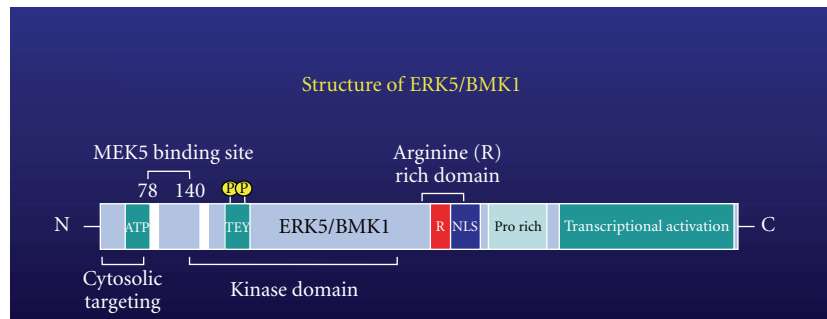 Structure of ERK5/BMK1
MEK5 binding site
78 140
Arginine (R)
rich domain
P P
N
ATP
TEY
ERK5/BMK1
R
NLS
Pro rich
Transcriptional activation
C
Cytosolic
targeting
Kinase domain